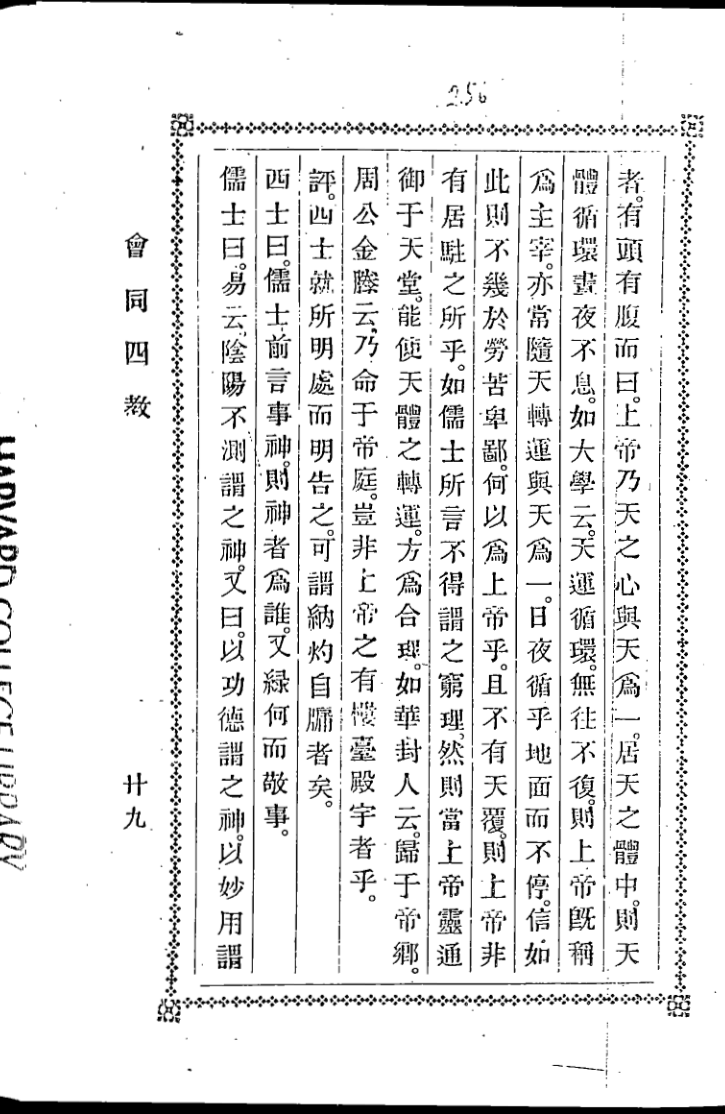 256
者。有頭有腹而曰。上帝乃天之心與天爲一。居天之體中。則天
體循環晝夜不息。如大學云。天運循環。無往不復。則上帝旣稱
爲主宰。亦常隨天轉運與天爲一。日夜循乎地面而不停。信如
此則不幾於勞苦卑鄙。何以爲上帝乎。且不有天覆。則上帝非
有居駐之所乎。如儒士所言不得謂之窮理。然則當上帝靈通
御于天堂。能使天體之轉運。方爲合理。如華封人云。歸于帝鄉。
周公金縢云。乃命于帝庭。豈非上帝之有樓臺殿宇者乎。
評。西士就所明處而明告之。可謂納灼自牖者矣。
西士曰。儒士前言事神。則神者爲誰。又緣何而敬事。
儒士曰。易云。陰陽不測謂之神。又曰。以功德謂之神。以妙用謂
會同四教
廿九
HARVARD COLLEGE LIBRARY